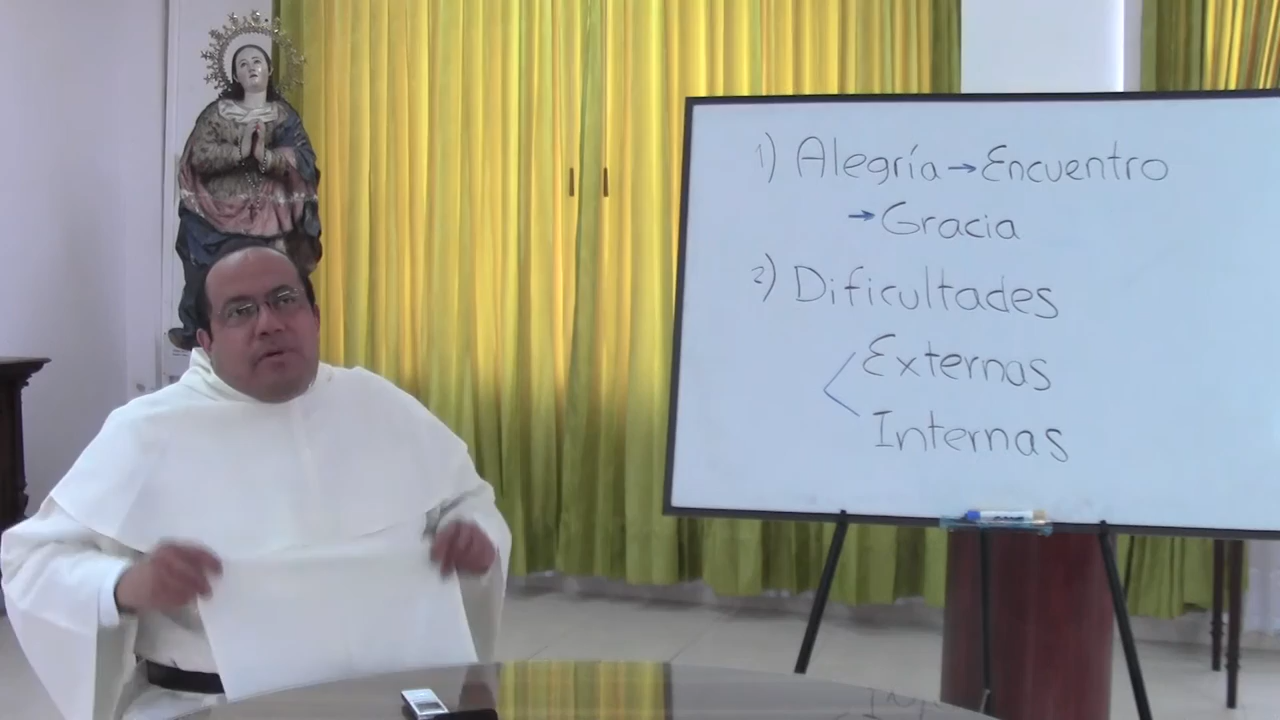 1) Alegría → Encuentro
→ Gracia
2) Dificultades
Externas
Internas